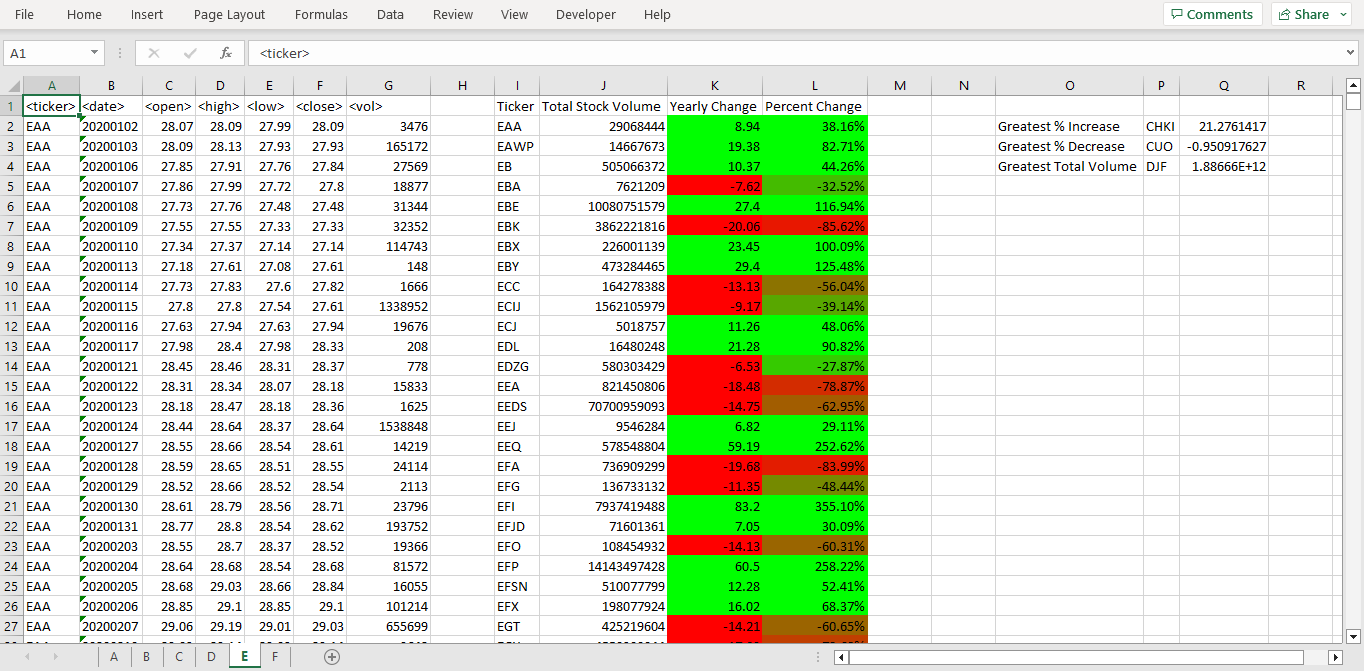 File Home Insert Page Layout Formulas Data Review View Developer Help Comments Share
A1 fx <ticker>
A B C D E F G H I J K L M N O P Q R
1 <ticker> <date> <open> <high> <low> <close> <vol> Ticker Total Stock Volume Yearly Change Percent Change
2 EAA 20200102 28.07 28.09 27.99 28.09 3476 EAA 29068444 8.94 38.16% Greatest % Increase CHKI 21.2761417
3 EAA 20200103 28.09 28.13 27.93 27.93 165172 EAWP 14667673 19.38 82.71% Greatest % Decrease CUO -0.950917627
4 EAA 20200106 27.85 27.91 27.76 27.84 27569 EB 505066372 10.37 44.26% Greatest Total Volume DJF 1.88666E+12
5 EAA 20200107 27.86 27.99 27.72 27.8 18877 EBA 7621209 -7.62 -32.52%
6 EAA 20200108 27.73 27.76 27.48 27.48 31344 EBE 10080751579 27.4 116.94%
7 EAA 20200109 27.55 27.55 27.33 27.33 32352 EBK 3862221816 -20.06 -85.62%
8 EAA 20200110 27.34 27.37 27.14 27.14 114743 EBX 226001139 23.45 100.09%
9 EAA 20200113 27.18 27.61 27.08 27.61 148 EBY 473284465 29.4 125.48%
10 EAA 20200114 27.73 27.83 27.6 27.82 1666 ECC 164278388 -13.13 -56.04%
11 EAA 20200115 27.8 27.8 27.54 27.61 1338952 ECIJ 1562105979 -9.17 -39.14%
12 EAA 20200116 27.63 27.94 27.63 27.94 19676 ECJ 5018757 11.26 48.06%
13 EAA 20200117 27.98 28.4 27.98 28.33 208 EDL 16480248 21.28 90.82%
14 EAA 20200121 28.45 28.46 28.31 28.37 778 EDZG 580303429 -6.53 -27.87%
15 EAA 20200122 28.31 28.34 28.07 28.18 15833 EEA 821450806 -18.48 -78.87%
16 EAA 20200123 28.18 28.47 28.18 28.36 1625 EEDS 70700959093 -14.75 -62.95%
17 EAA 20200124 28.44 28.64 28.37 28.64 1538848 EEJ 9546284 6.82 29.11%
18 EAA 20200127 28.55 28.66 28.54 28.61 14219 EEQ 578548804 59.19 252.62%
19 EAA 20200128 28.59 28.65 28.51 28.55 24114 EFA 736909299 -19.68 -83.99%
20 EAA 20200129 28.52 28.66 28.52 28.54 2113 EFG 136733132 -11.35 -48.44%
21 EAA 20200130 28.61 28.79 28.56 28.71 23796 EFI 7937419488 83.2 355.10%
22 EAA 20200131 28.77 28.8 28.54 28.62 193752 EFJD 71601361 7.05 30.09%
23 EAA 20200203 28.55 28.7 28.37 28.52 19366 EFO 108454932 -14.13 -60.31%
24 EAA 20200204 28.64 28.68 28.54 28.68 81572 EFP 14143497428 60.5 258.22%
25 EAA 20200205 28.68 29.03 28.66 28.84 16055 EFSN 510077799 12.28 52.41%
26 EAA 20200206 28.85 29.1 28.85 29.1 101214 EFX 198077924 16.02 68.37%
27 EAA 20200207 29.06 29.19 29.01 29.03 655699 EGT 425219604 -14.21 -60.65%
A B C D E F